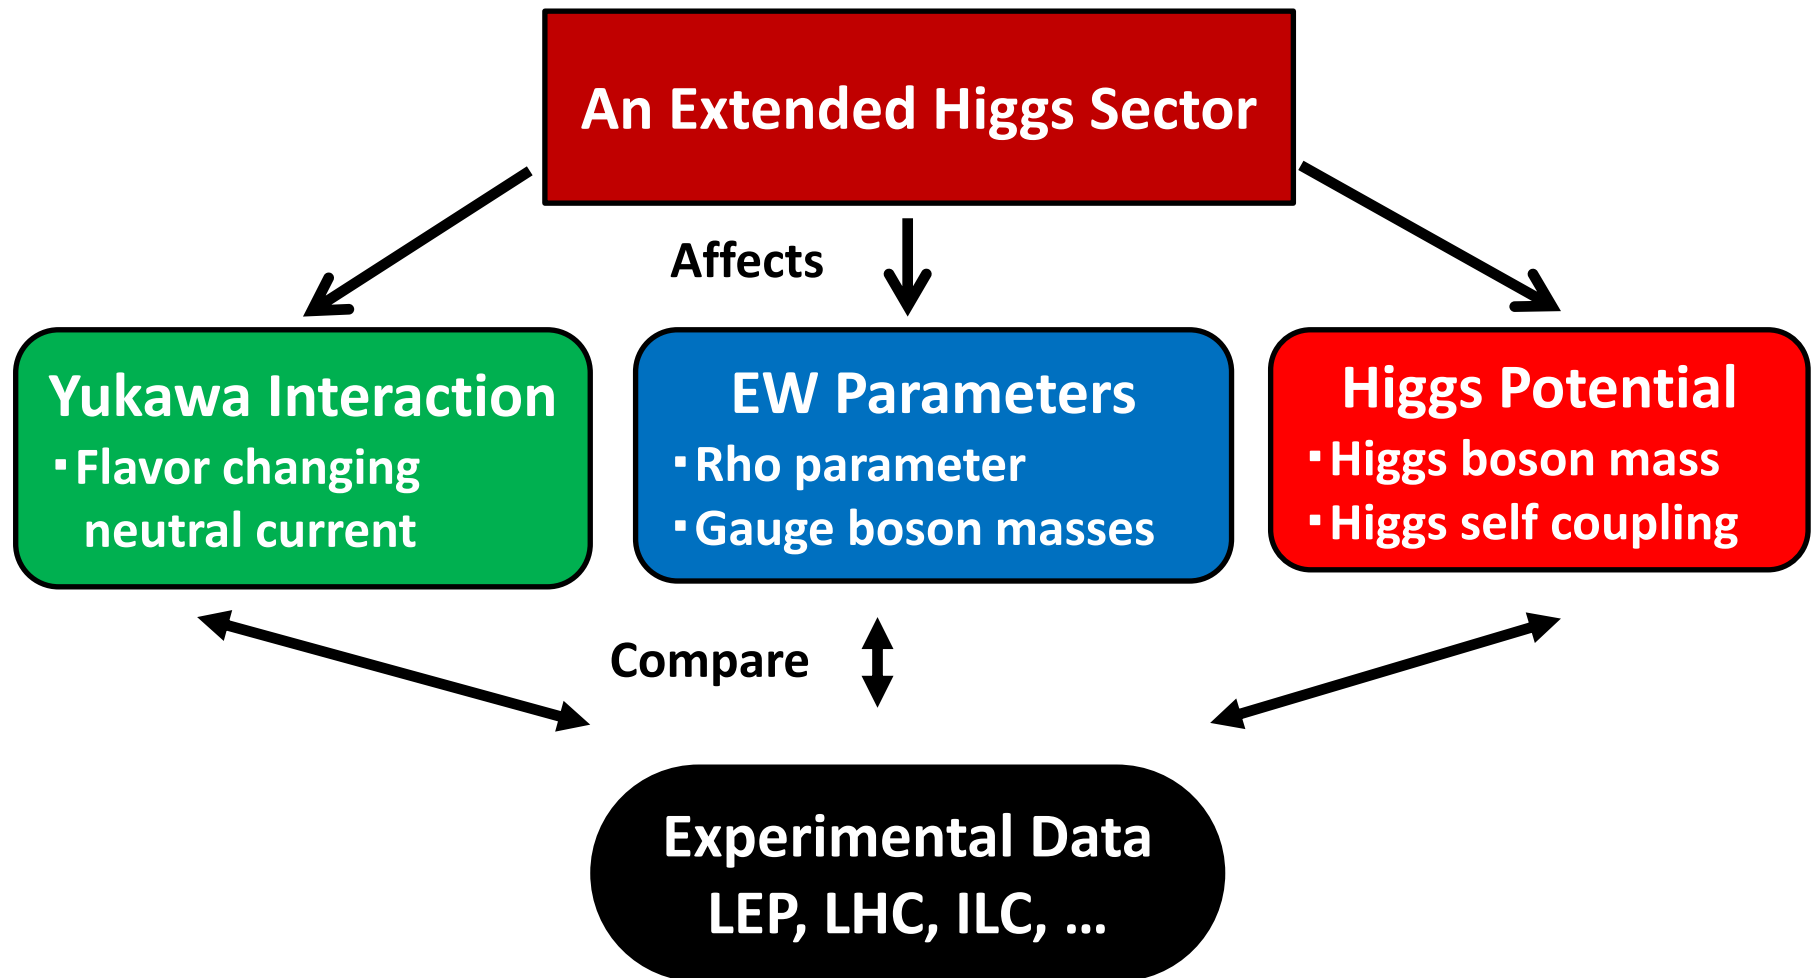 An Extended Higgs Sector
Affects
Yukawa Interaction
▪Flavor changing
neutral current
EW Parameters
▪Rho parameter
▪Gauge boson masses
Higgs Potential
▪Higgs boson mass
▪Higgs self coupling
Compare
Experimental Data
LEP, LHC, ILC, …